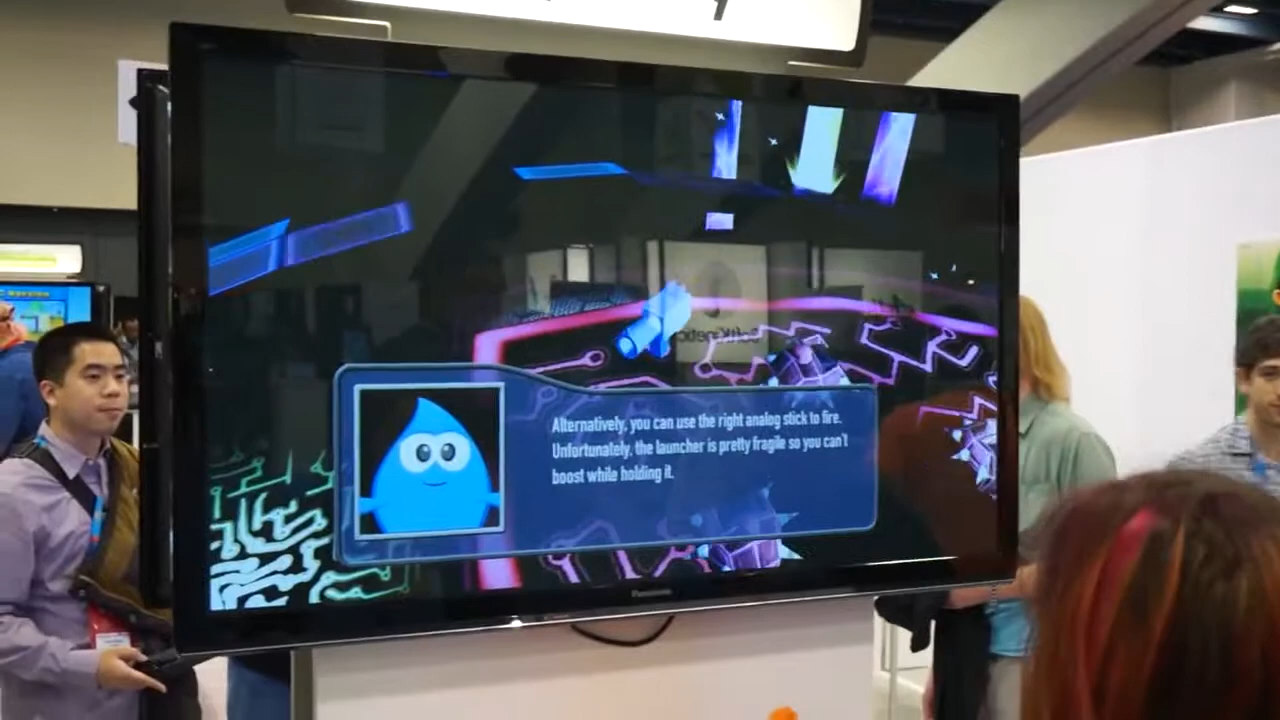 Alternatively, you can use the right analog stick to fire.
Unfortunately, the launcher is pretty fragile so you can't
boost while holding it.
Panasonic